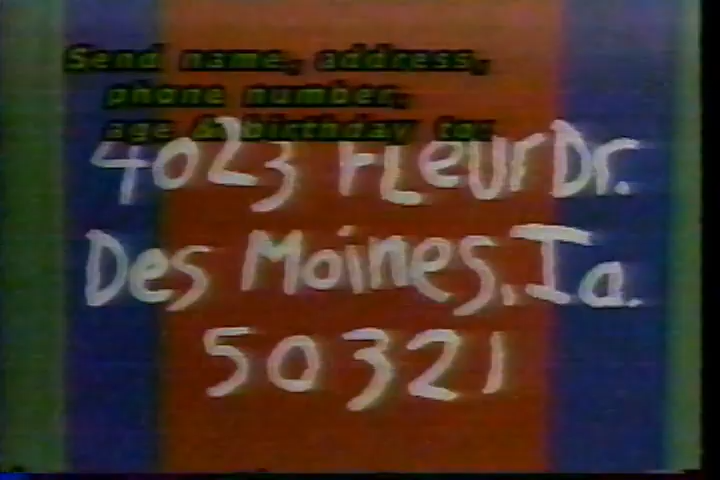 Send name, address,
phone number,
age & birthday to:
4023 FLeur Dr.
Des Moines, Ia.
50321